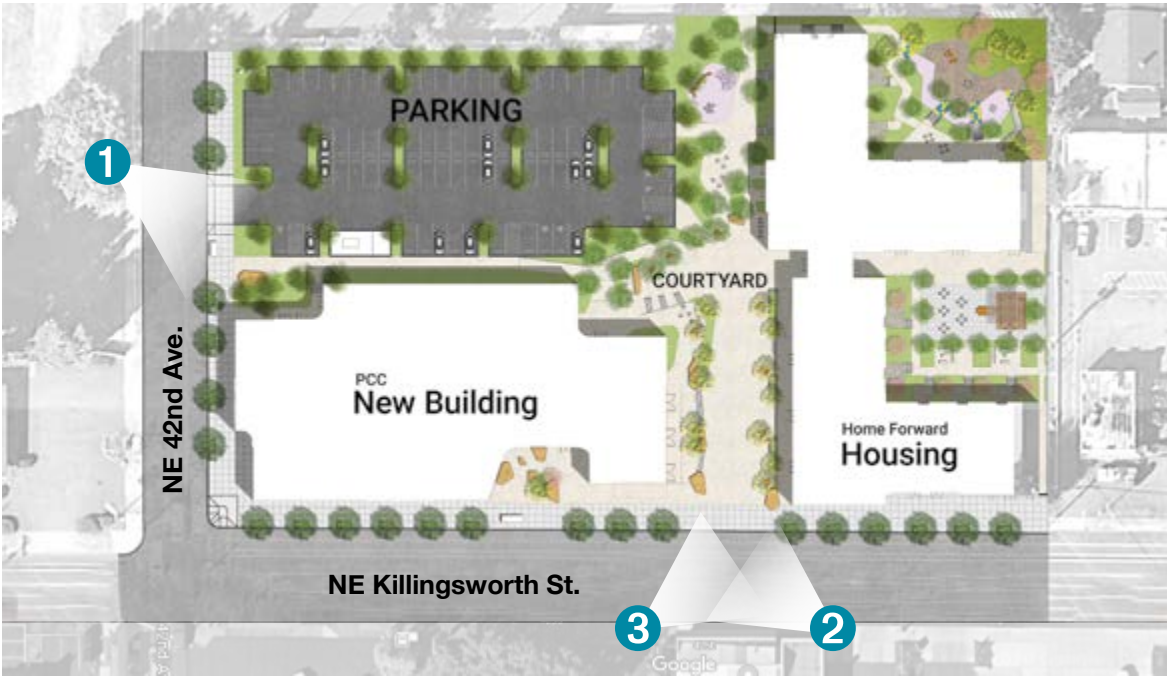 PARKING
1
COURTYARD
NE 42nd Ave.
PCC
New Building
Home Forward
Housing
NE Killingsworth St.
3
2
Google